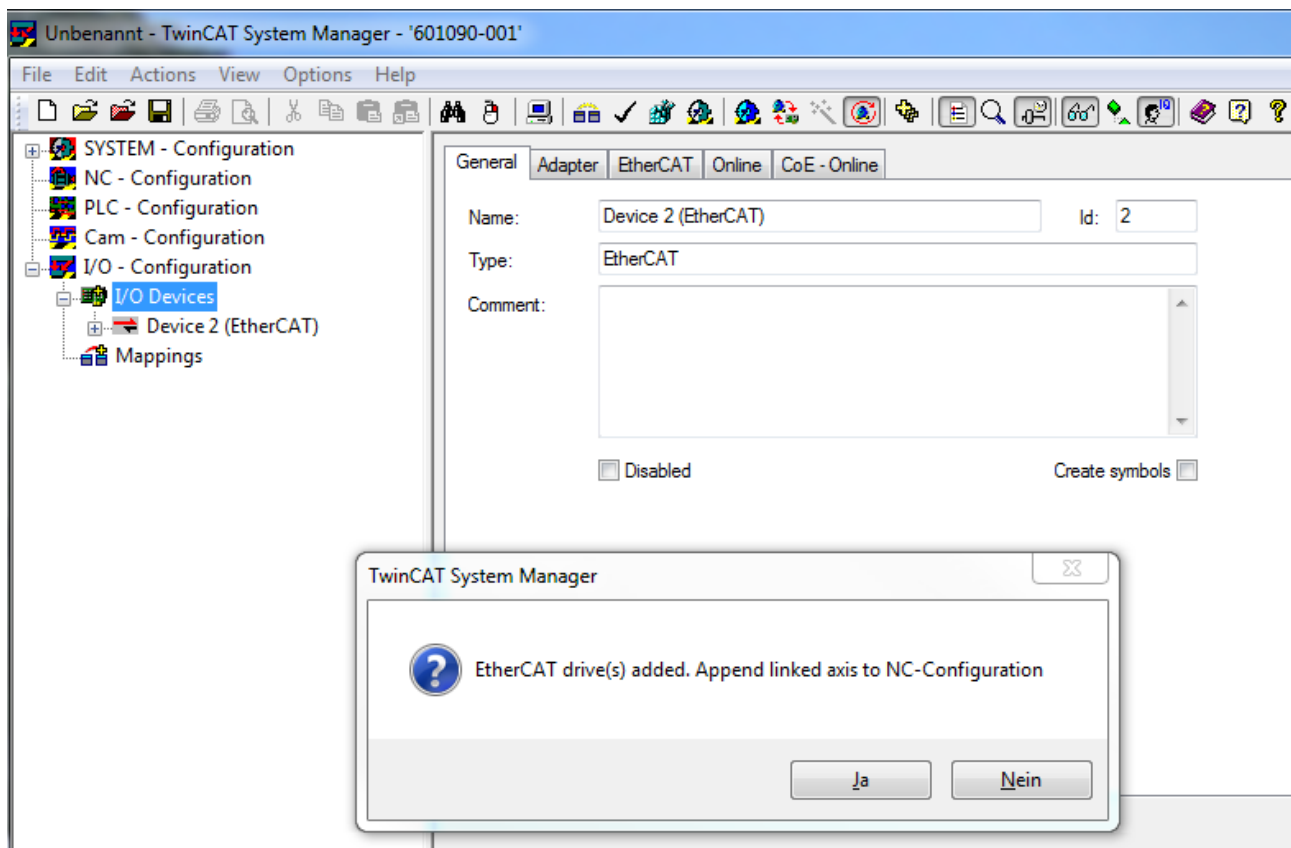 Unbenannt - TwinCAT System Manager - '601090-001'
File Edit Actions View Options Help
SYSTEM - Configuration
NC - Configuration
PLC - Configuration
Cam - Configuration
I/O - Configuration
I/O Devices
Device 2 (EtherCAT)
Mappings
General Adapter EtherCAT Online CoE - Online
Name: Device 2 (EtherCAT) Id: 2
Type: EtherCAT
Comment:
Disabled Create symbols
TwinCAT System Manager
EtherCAT drive(s) added. Append linked axis to NC-Configuration
Ja Nein